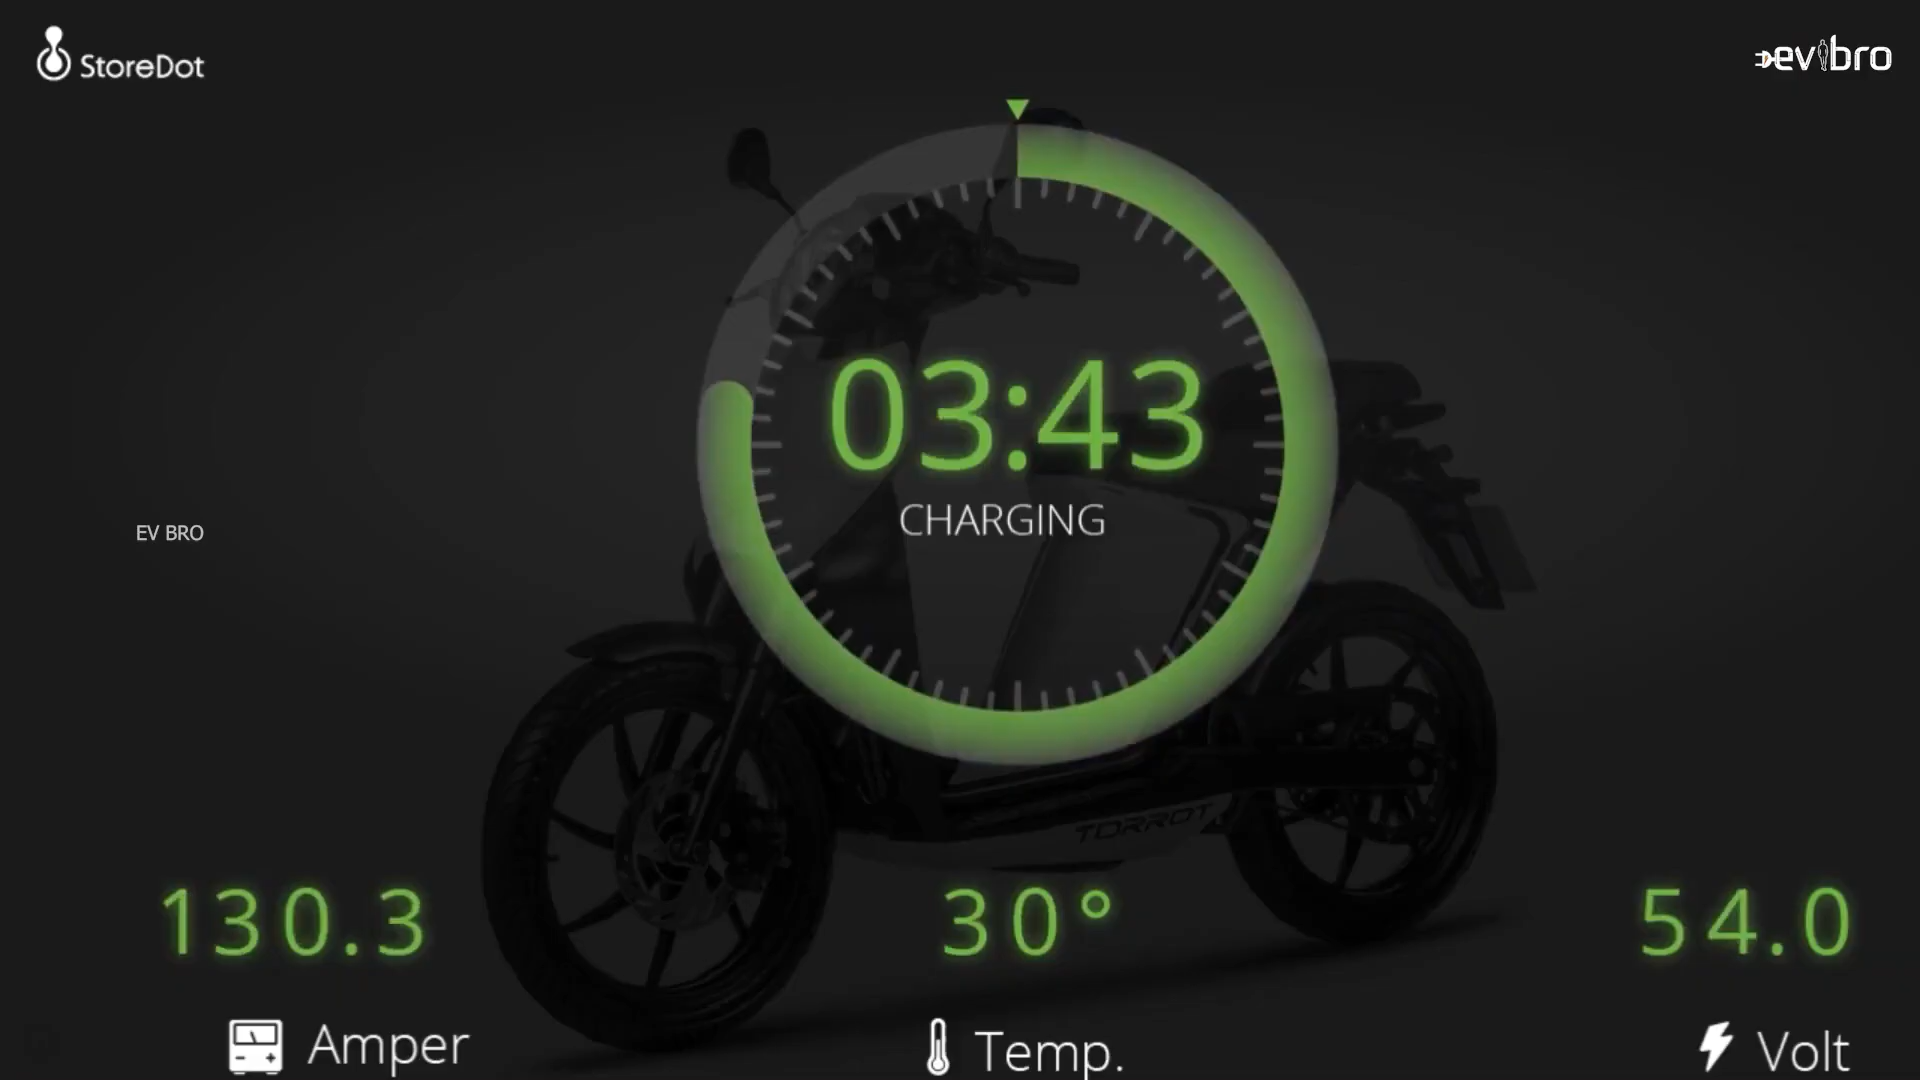 StoreDot
evbro
03:43
CHARGING
EV BRO
TORROT
130.3
30°
54.0
Amper
Temp.
Volt